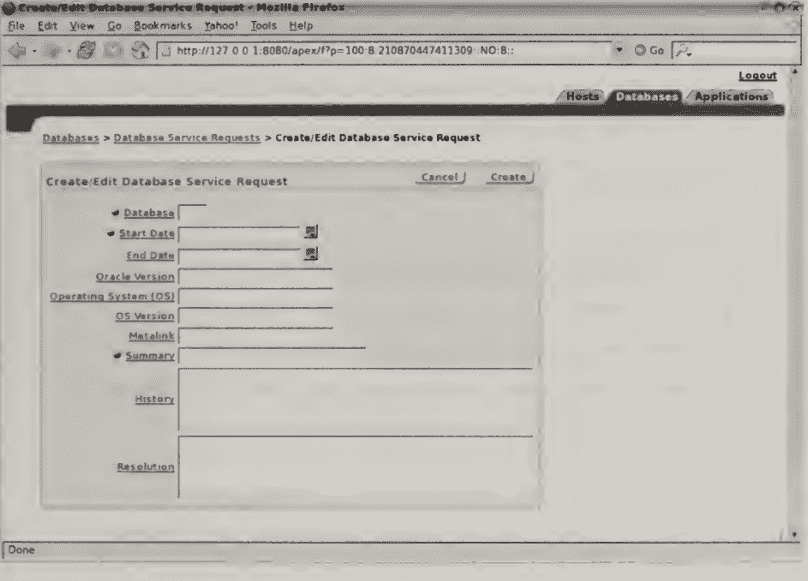 Create/Edit Database Service Request - Mozilla Firefox
File Edit View Go Bookmarks Yahoo! Tools Help
http://127 0 0 1:8080/apex/f?p=100 8 210870447411309 :NO:8:: Go
Logout
Hosts Databases Applications
Databases > Database Service Requests > Create/Edit Database Service Request
Create/Edit Database Service Request Cancel Create
Database
Start Date
End Date
Oracle Version
Operating System (OS)
OS Version
Metalink
Summary
History
Resolution
Done